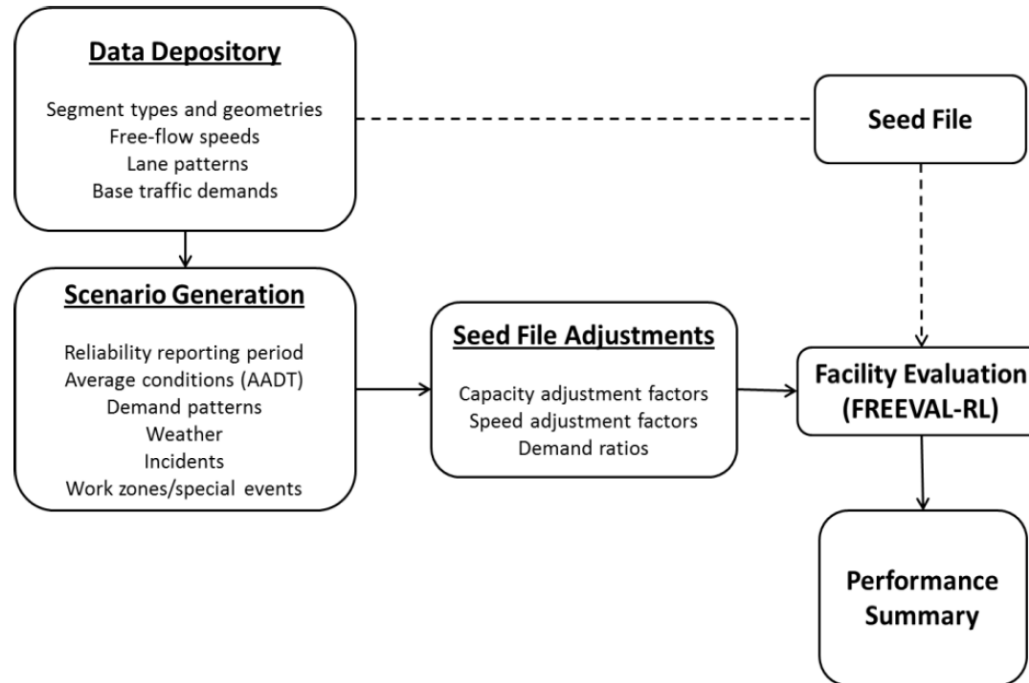 Data Depository
Segment types and geometries
Free-flow speeds
Lane patterns
Base traffic demands
Seed File
Scenario Generation
Reliability reporting period
Average conditions (AADT)
Demand patterns
Weather
Incidents
Work zones/special events
Seed File Adjustments
Capacity adjustment factors
Speed adjustment factors
Demand ratios
Facility Evaluation
(FREEVAL-RL)
Performance
Summary